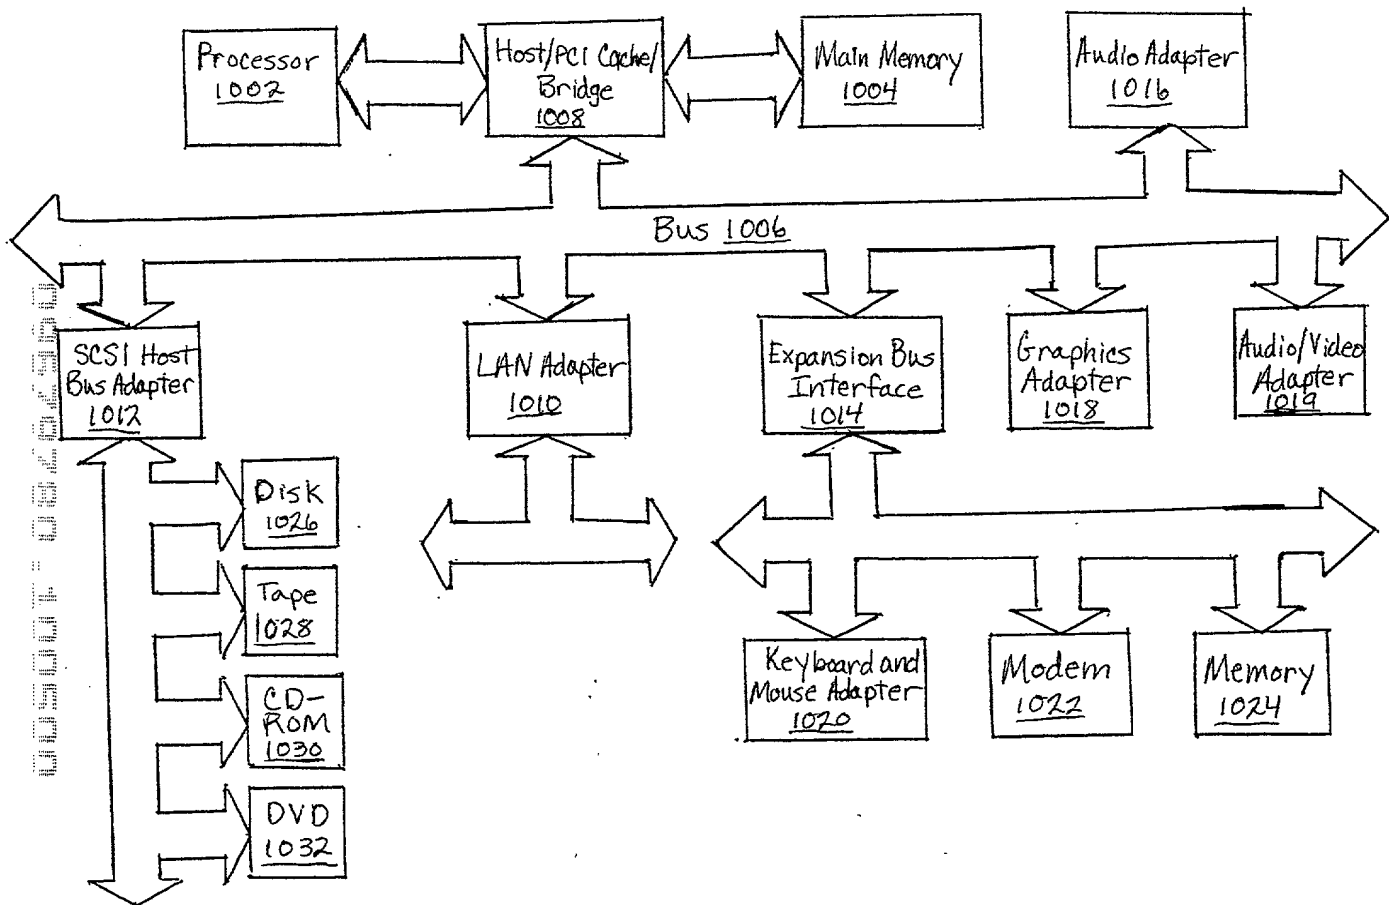 Processor
1002
Host/PCI Cache/
Bridge
1008
Main Memory
1004
Audio Adapter
1016
Bus 1006
SCSI Host
Bus Adapter
1012
LAN Adapter
1010
Expansion Bus
Interface
1014
Graphics
Adapter
1018
Audio/Video
Adapter
1019
Disk
1026
Tape
1028
CD-
ROM
1030
DVD
1032
Keyboard and
Mouse Adapter
1020
Modem
1022
Memory
1024